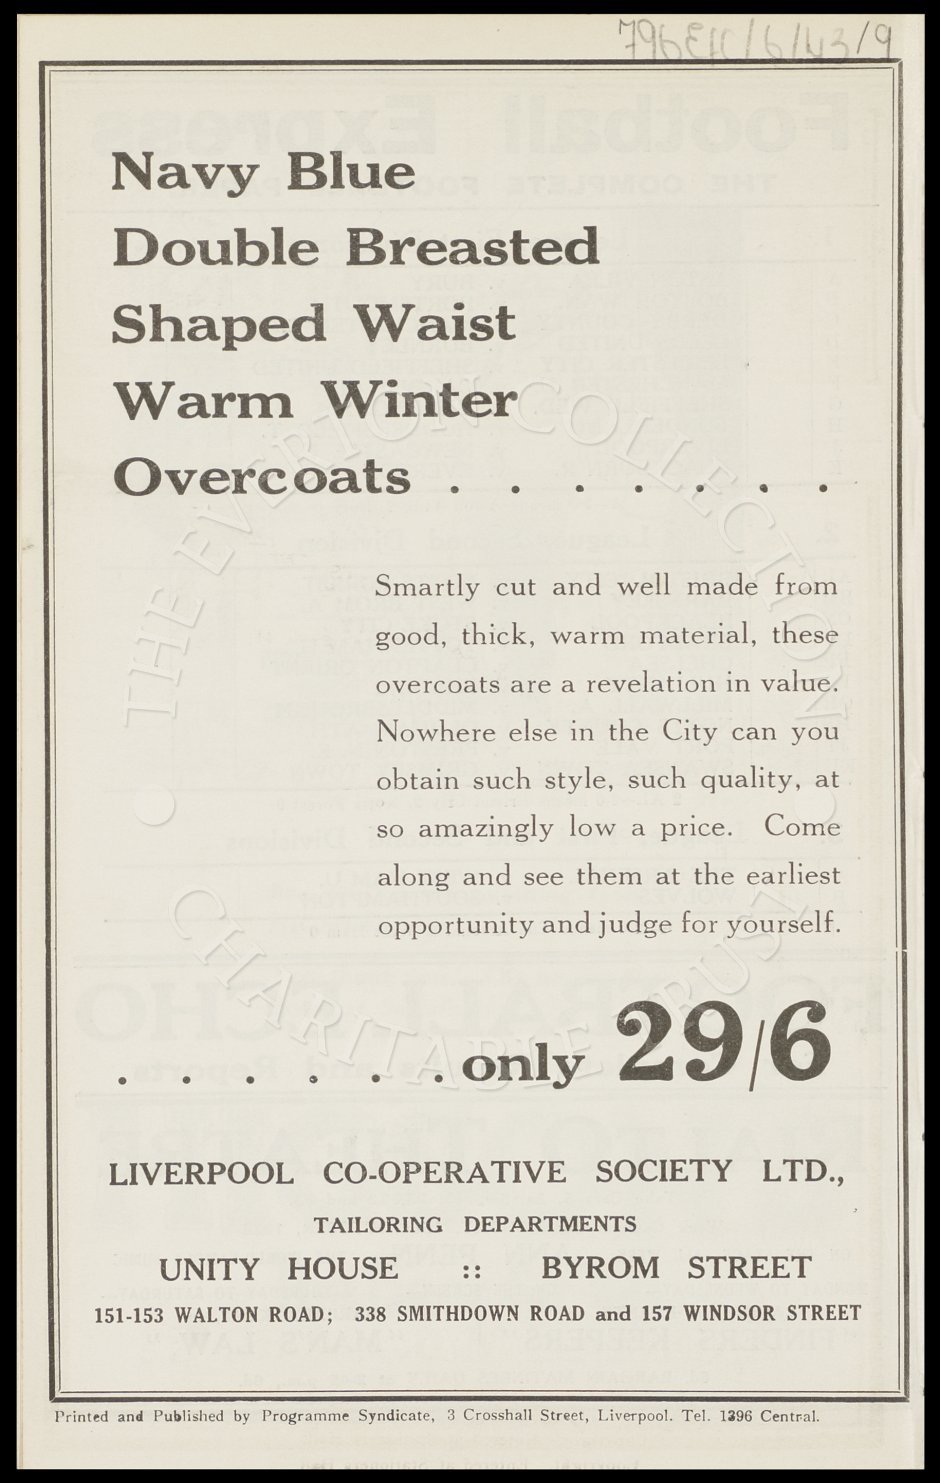 796 EFC/6/43/9
Navy Blue
Double Breasted
Shaped Waist
Warm Winter
Overcoats . . . . . . .
Smartly cut and well made from
good, thick, warm material, these
overcoats are a revelation in value.
Nowhere else in the City can you
obtain such style, such quality, at
so amazingly low a price. Come
along and see them at the earliest
opportunity and judge for yourself.
. . . . . . only 29/6
LIVERPOOL CO-OPERATIVE SOCIETY LTD.,
TAILORING DEPARTMENTS
UNITY HOUSE :: BYROM STREET
151-153 WALTON ROAD; 338 SMITHDOWN ROAD and 157 WINDSOR STREET
Printed and Published by Programme Syndicate, 3 Crosshall Street, Liverpool. Tel. 1396 Central.
THE EVERTON COLLECTION
CHARITABLE TRUST